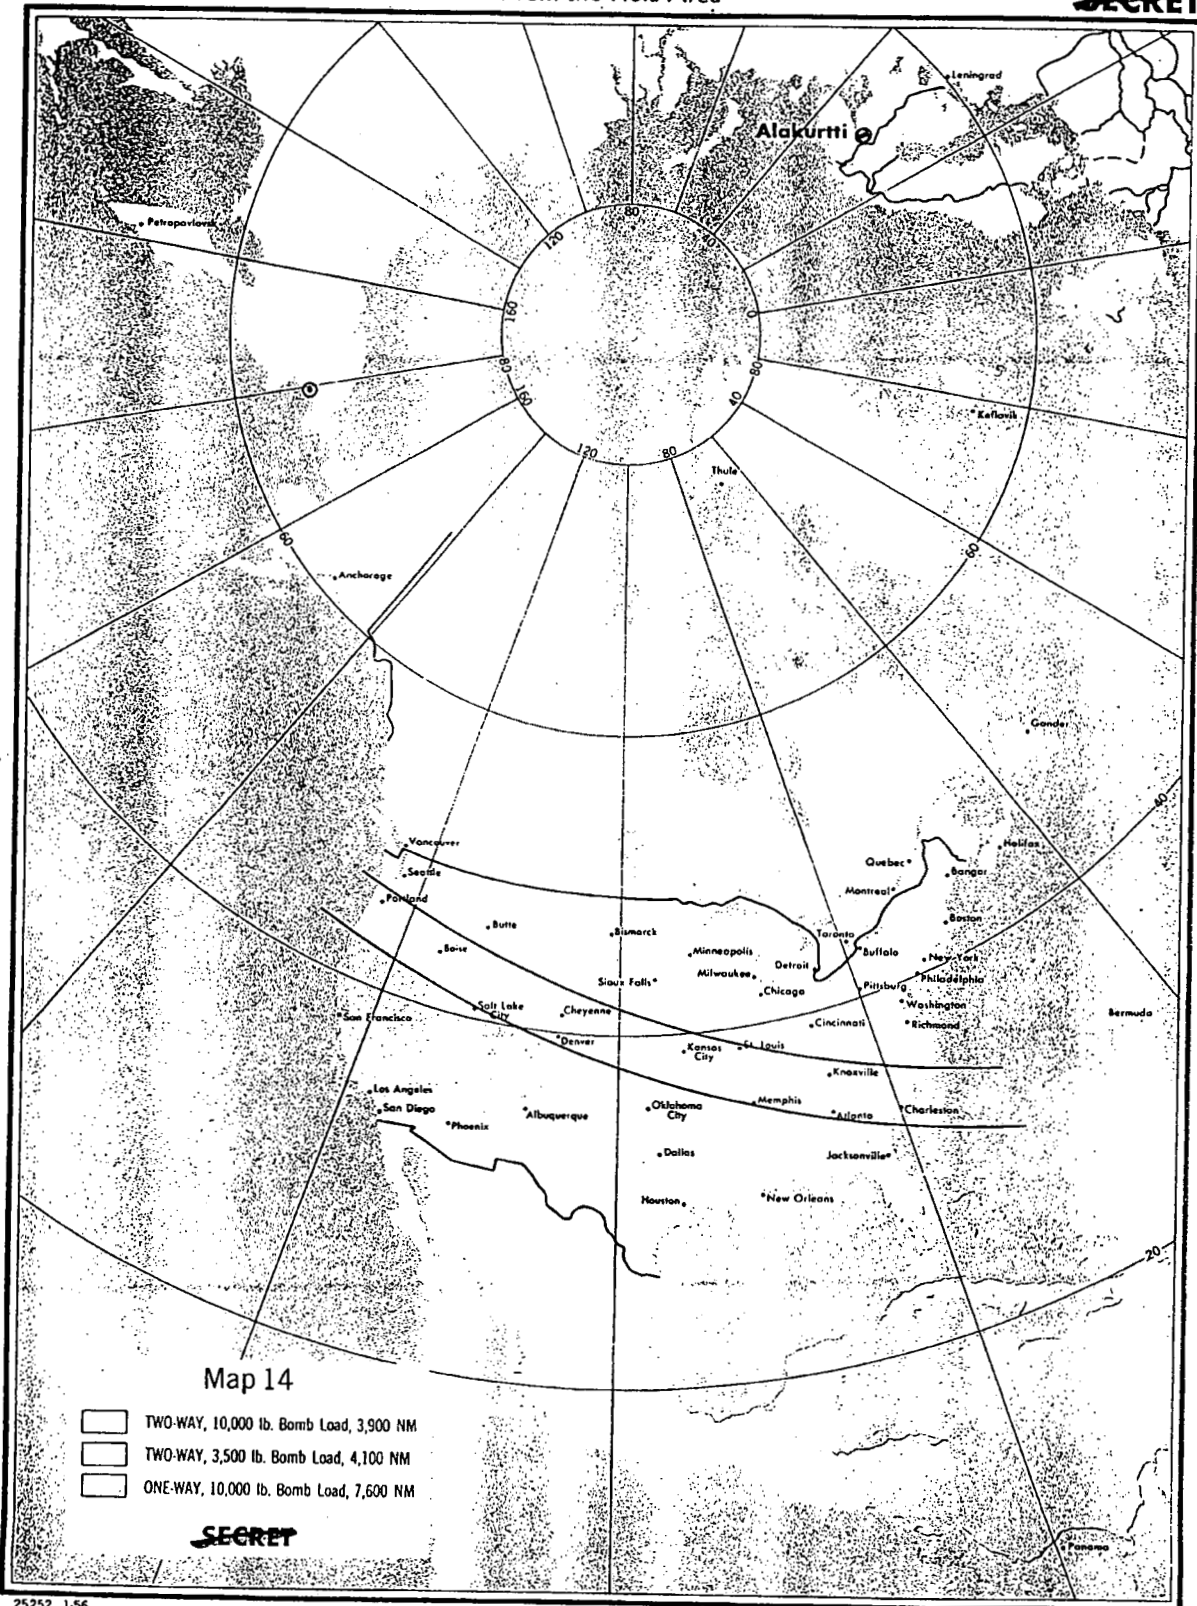 SECRET
Leningrad
Alakurtti
Petropavlovsk
80
120
40
160
0
80
80
160
40
120
80
Keflavik
Thule
60
60
Anchorage
Gander
40
Vancouver
Halifax
Quebec
Seattle
Bangor
Montreal
Portland
Boston
Butte
Bismarck
Toronto
Boise
Minneapolis
Buffalo
New York
Detroit
Milwaukee
Philadelphia
Sioux Falls
Pittsburg
Chicago
Washington
Salt Lake
City
Cheyenne
San Francisco
Bermuda
Cincinnati
Richmond
Denver
Kansas
City
St. Louis
Knoxville
Los Angeles
Memphis
San Diego
Oklahoma
City
Charleston
Albuquerque
Atlanta
Phoenix
Dallas
Jacksonville
Houston
New Orleans
20
Map 14
TWO-WAY, 10,000 lb. Bomb Load, 3,900 NM
TWO-WAY, 3,500 lb. Bomb Load, 4,100 NM
ONE-WAY, 10,000 lb. Bomb Load, 7,600 NM
SECRET
Panama
25252 1-56